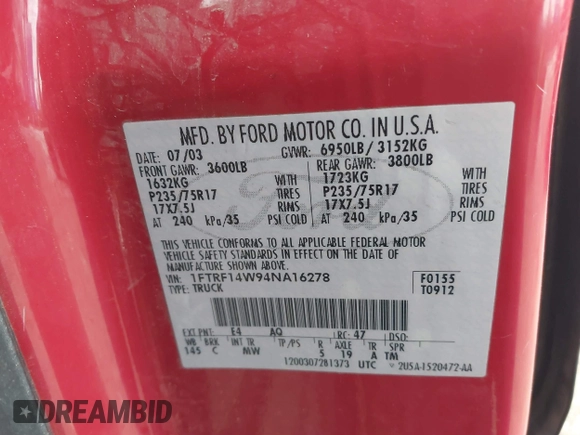 MFD. BY FORD MOTOR CO. IN U.S.A.
DATE: 07/03 GVWR: 6950LB / 3152KG
FRONT GAWR: 3600LB REAR GAWR: 3800LB
1632KG WITH 1723KG WITH
P235/75R17 TIRES P235/75R17 TIRES
17X7.5J RIMS 17X7.5J RIMS
AT 240 kPa/35 PSI COLD AT 240 kPa/35 PSI COLD
THIS VEHICLE CONFORMS TO ALL APPLICABLE FEDERAL MOTOR
VEHICLE SAFETY STANDARDS IN EFFECT ON THE DATE OF
MANUFACTURE SHOWN ABOVE.
VIN: 1FTRF14W94NA16278 F0155
TYPE: TRUCK T0912
EXT PNT: E4 AQ RC: 47 DSO:
WB BRK INT TR TP/PS R AXLE TR SPR
145 C MW 5 19 A TM
1200307281373 UTC 2U5A-1520472-AA
Ford
DREAMBID